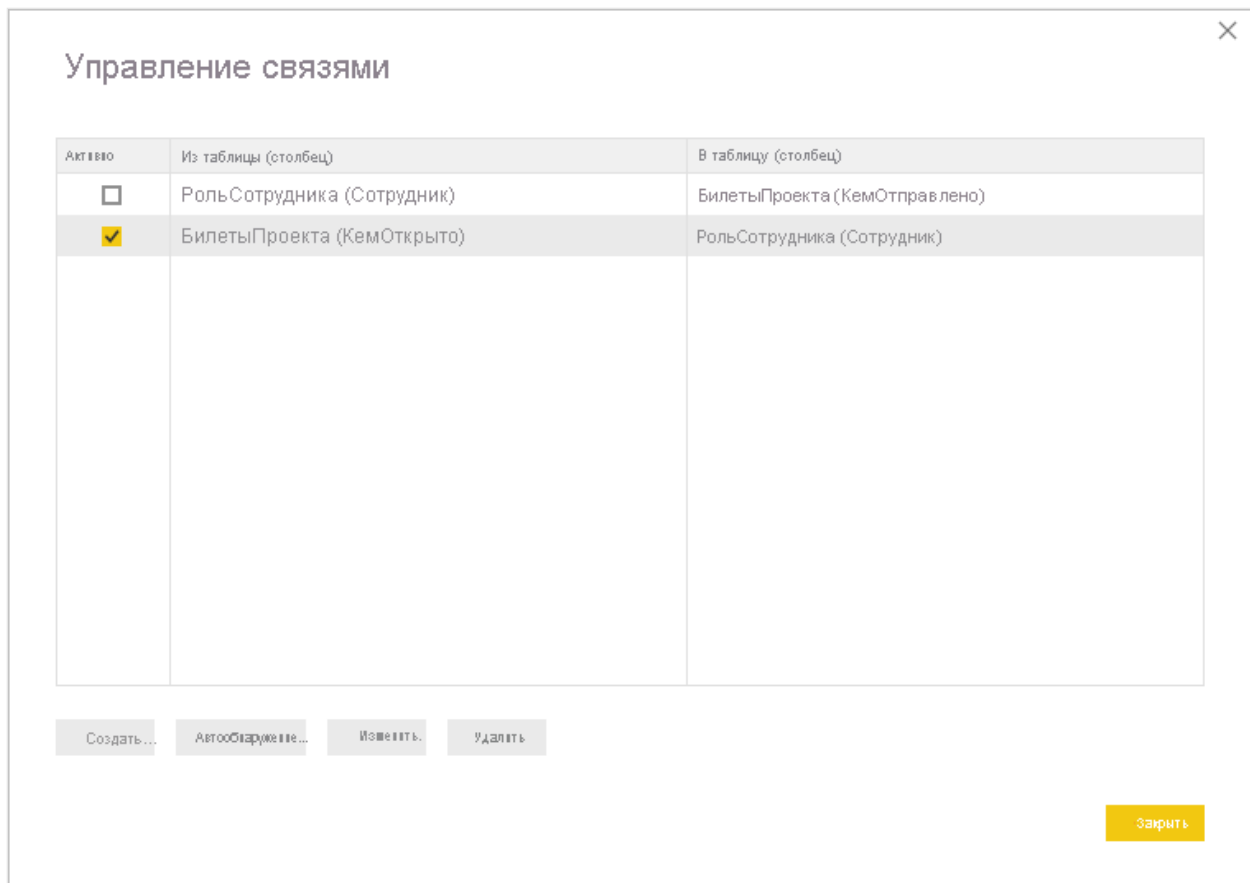 Управление связями
Активно Из таблицы (столбец) В таблицу (столбец)
РольСотрудника (Сотрудник) БилетыПроекта (КемОтправлено)
БилетыПроекта (КемОткрыто) РольСотрудника (Сотрудник)
Создать... Автообнаружение... Изменить. Удалить
Закрыть